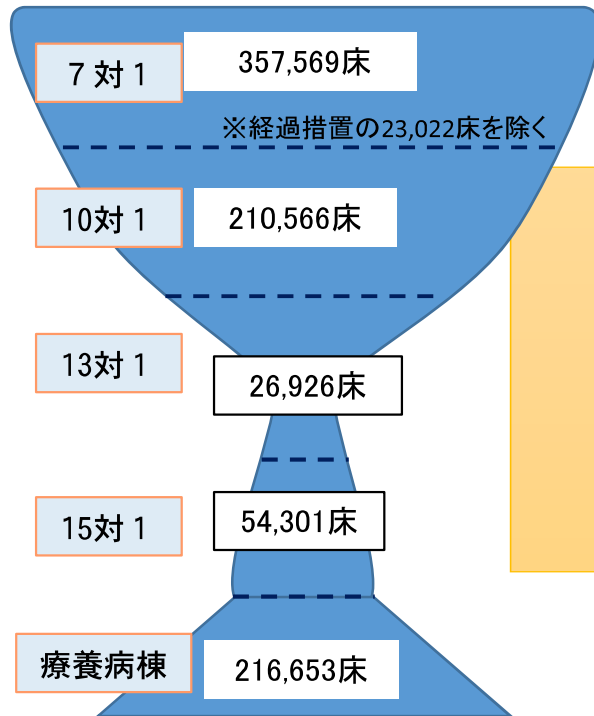 ７対１
357,569床
※経過措置の23,022床を除く
10対１
210,566床
13対１
26,926床
15対１
54,301床
療養病棟
216,653床